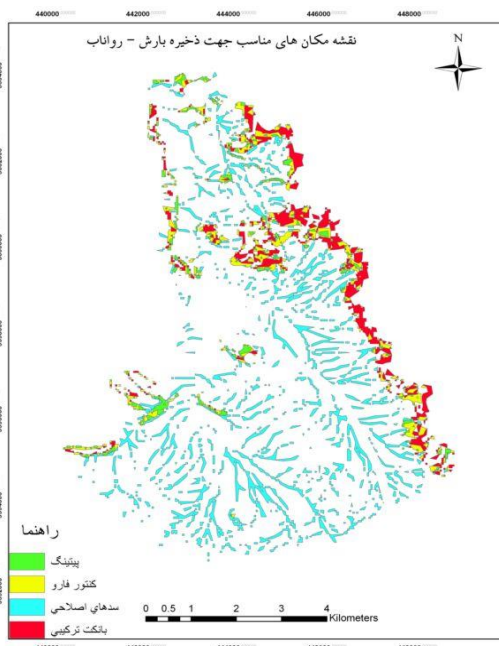 440000 442000 444000 446000 448000
نقشه مکان های مناسب جهت ذخیره بارش – رواناب
N
راهنما
پیتینگ
کنتور فارو
سدهاي اصلاحي
بانکت ترکيبي
0 0.5 1 2 3 4
Kilometers